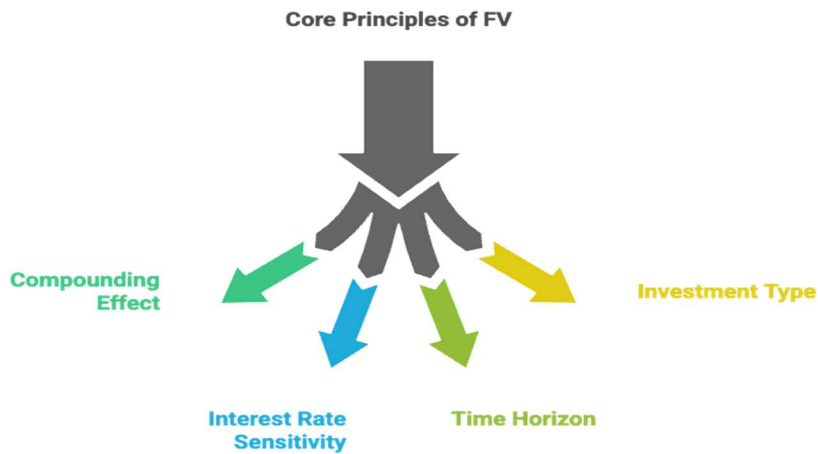 Core Principles of FV
Compounding
Effect
Investment Type
Interest Rate
Sensitivity
Time Horizon